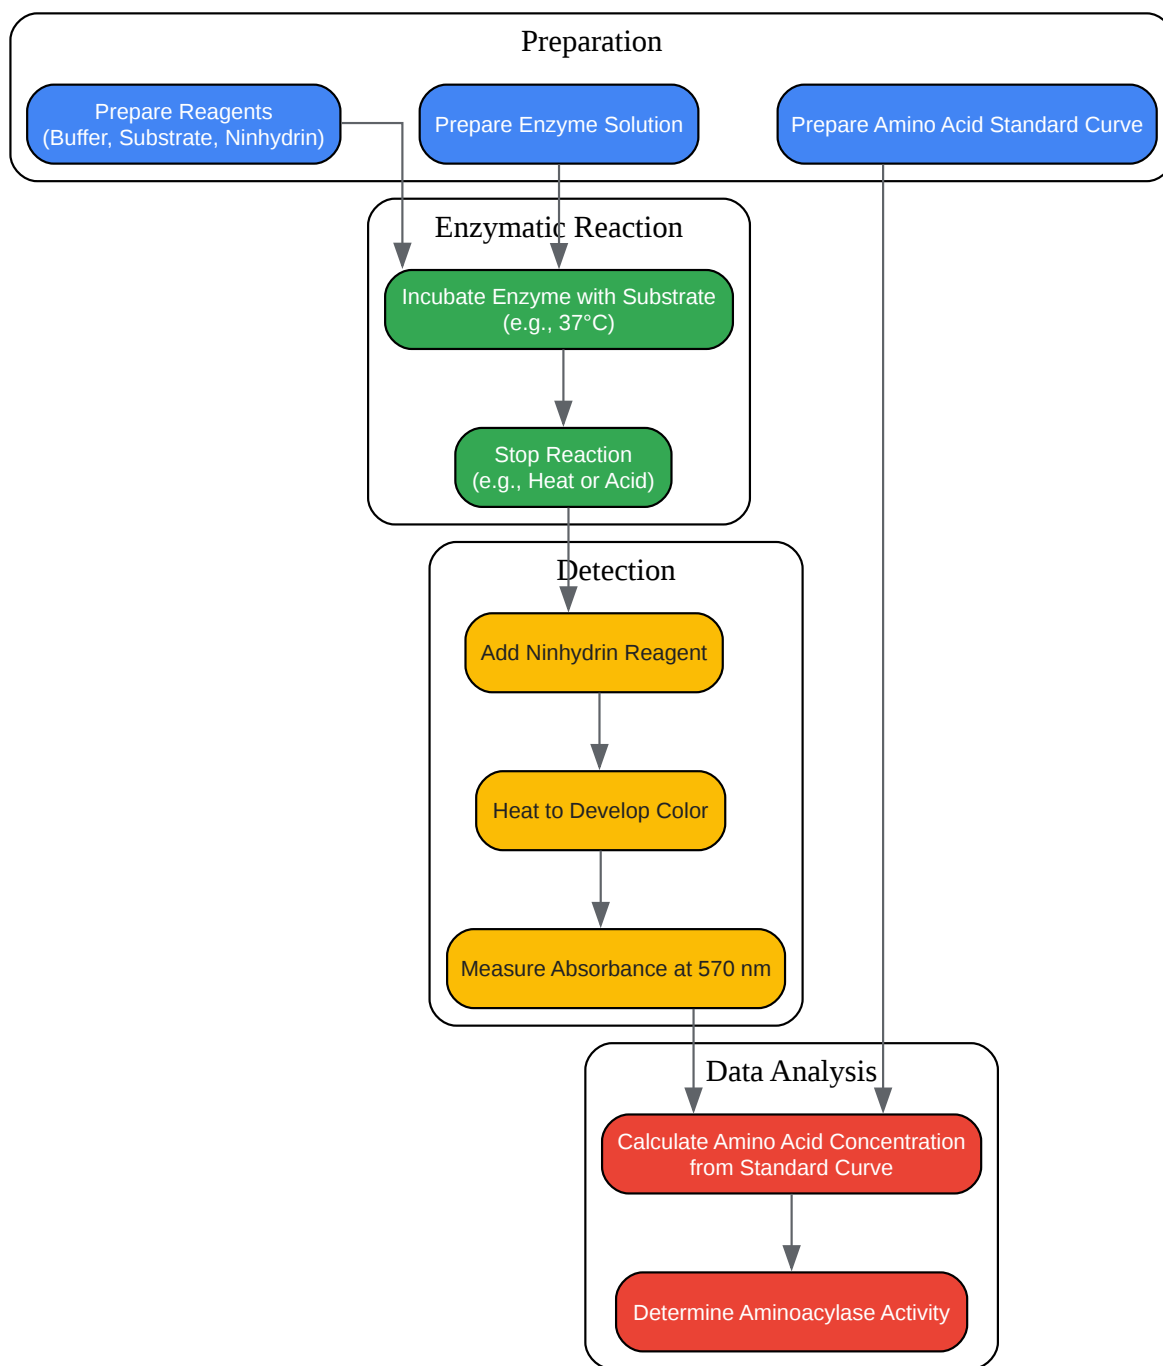 Preparation
Prepare Reagents
(Buffer, Substrate, Ninhydrin)
Prepare Enzyme Solution
Prepare Amino Acid Standard Curve
Enzymatic Reaction
Incubate Enzyme with Substrate
(e.g., 37°C)
Stop Reaction
(e.g., Heat or Acid)
Detection
Add Ninhydrin Reagent
Heat to Develop Color
Measure Absorbance at 570 nm
Data Analysis
Calculate Amino Acid Concentration
from Standard Curve
Determine Aminoacylase Activity